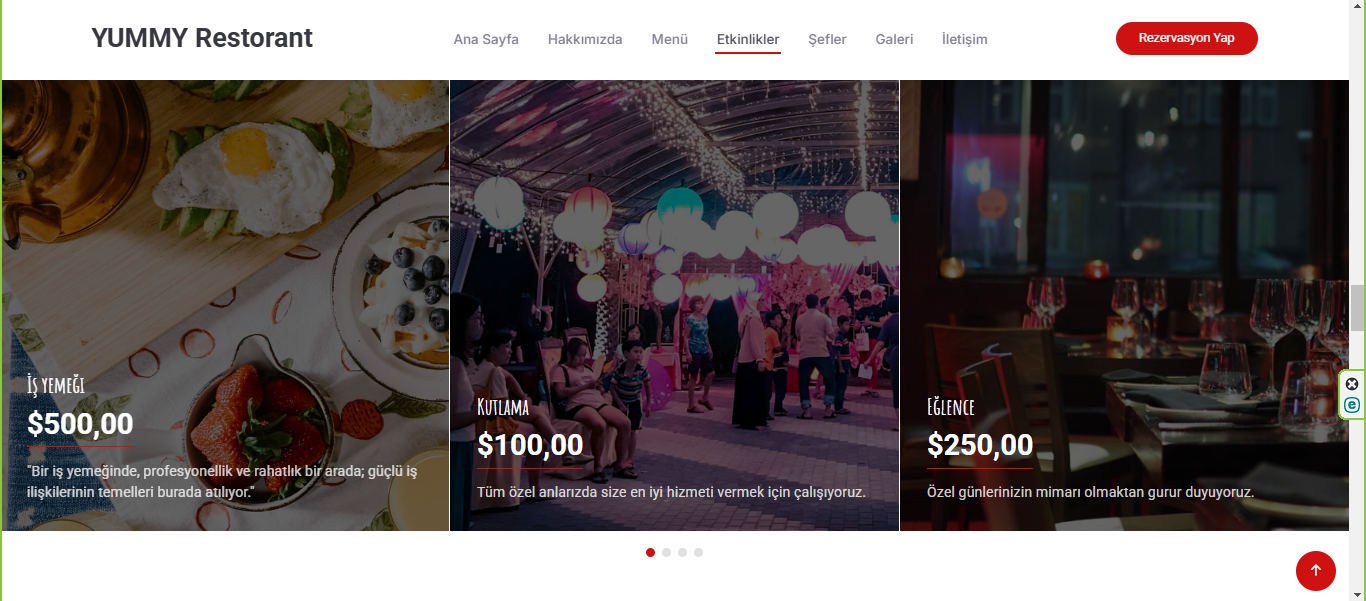 YUMMY Restorant
Ana Sayfa
Hakkımızda
Menü
Etkinlikler
Şefler
Galeri
İletişim
Rezervasyon Yap
İş yemeği
$500,00
"Bir iş yemeğinde, profesyonellik ve rahatlık bir arada; güçlü iş
ilişkilerinin temelleri burada atılıyor."
Kutlama
$100,00
Tüm özel anlarızda size en iyi hizmeti vermek için çalışıyoruz.
Eğlence
$250,00
Özel günlerinizin mimarı olmaktan gurur duyuyoruz.